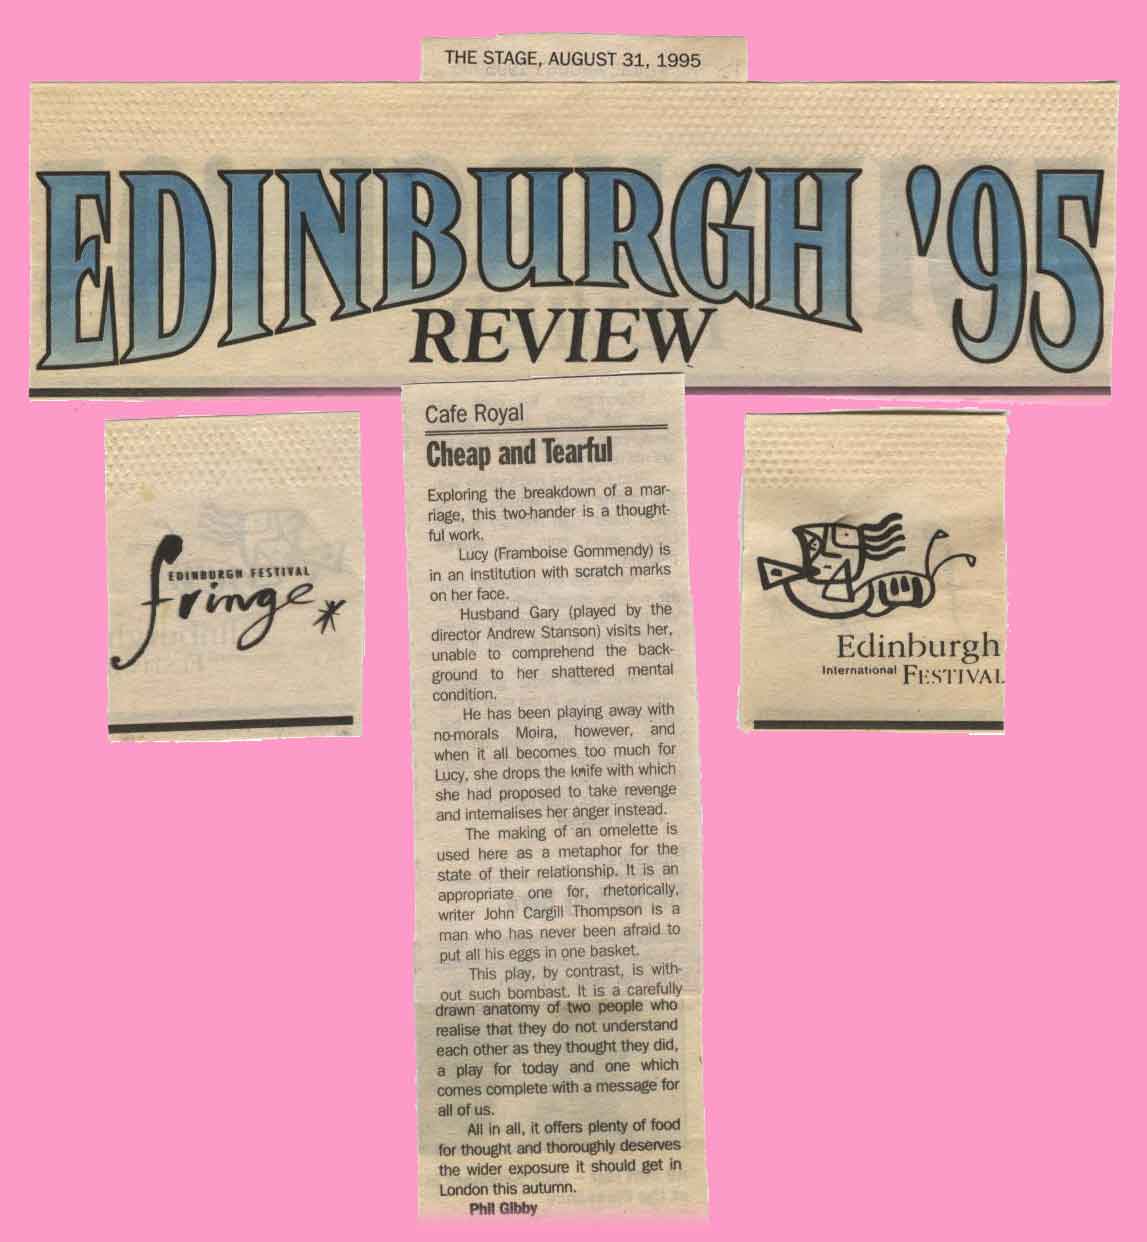 THE STAGE, AUGUST 31, 1995
EDINBURGH '95
REVIEW
Cafe Royal
Cheap and Tearful
Exploring the breakdown of a mar-
riage, this two-hander is a thought-
ful work.
Lucy (Framboise Gommendy) is
in an institution with scratch marks
on her face.
Husband Gary (played by the
director Andrew Stanson) visits her,
unable to comprehend the back-
ground to her shattered mental
condition.
He has been playing away with
no-morals Moira, however, and
when it all becomes too much for
Lucy, she drops the knife with which
she had proposed to take revenge
and internalises her anger instead.
The making of an omelette is
used here as a metaphor for the
state of their relationship. It is an
appropriate one for, rhetorically,
writer John Cargill Thompson is a
man who has never been afraid to
put all his eggs in one basket.
This play, by contrast, is with-
out such bombast. It is a carefully
drawn anatomy of two people who
realise that they do not understand
each other as they thought they did,
a play for today and one which
comes complete with a message for
all of us.
All in all, it offers plenty of food
for thought and thoroughly deserves
the wider exposure it should get in
London this autumn.
Phil Gibby
EDINBURGH FESTIVAL
fringe*
Edinburgh
International FESTIVAL